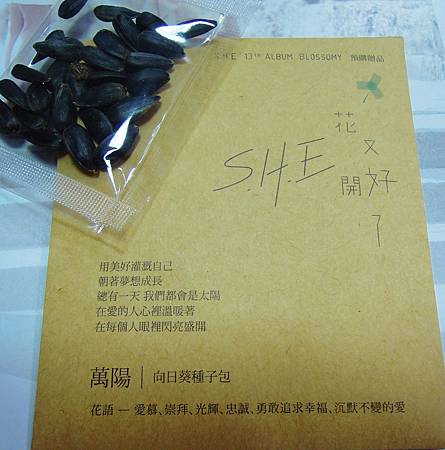 S.H.E 13TH ALBUM BLOSSOMY 預購贈品
花又開好了
S.H.E
用美好灌溉自己
朝著夢想成長
總有一天 我們都會是太陽
在愛的人心裡溫暖著
在每個人眼裡閃亮盛開
萬陽 | 向日葵種子包
花語 — 愛慕、崇拜、光輝、忠誠、勇敢追求幸福、沉默不變的愛